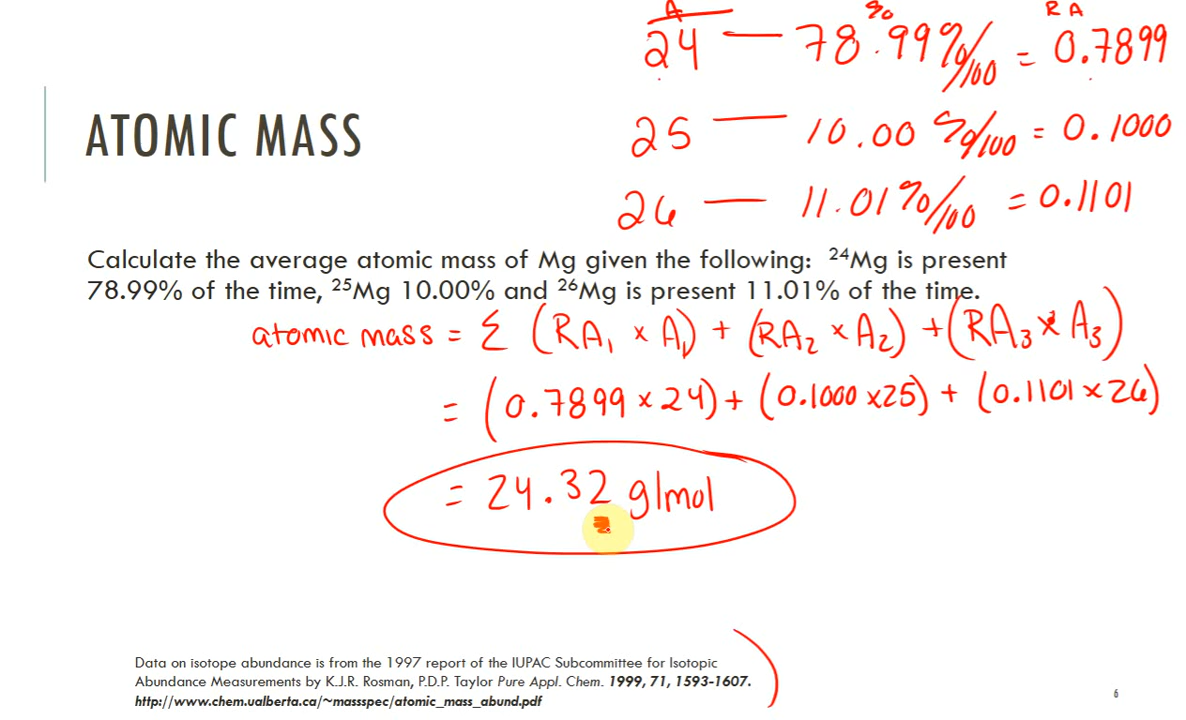 A % RA
24 — 78.99%/100 = 0.7899
ATOMIC MASS
25 — 10.00 %/100 = 0.1000
26 — 11.01%/100 = 0.1101
Calculate the average atomic mass of Mg given the following: ²⁴Mg is present
78.99% of the time, ²⁵Mg 10.00% and ²⁶Mg is present 11.01% of the time.
atomic mass = Σ (RA₁ x A₁) + (RA₂ x A₂) + (RA₃ x A₃)
= (0.7899 x 24) + (0.1000 x 25) + (0.1101 x 26)
= 24.32 g/mol
Data on isotope abundance is from the 1997 report of the IUPAC Subcommittee for Isotopic
Abundance Measurements by K.J.R. Rosman, P.D.P. Taylor Pure Appl. Chem. 1999, 71, 1593-1607.
http://www.chem.ualberta.ca/~massspec/atomic_mass_abund.pdf
6